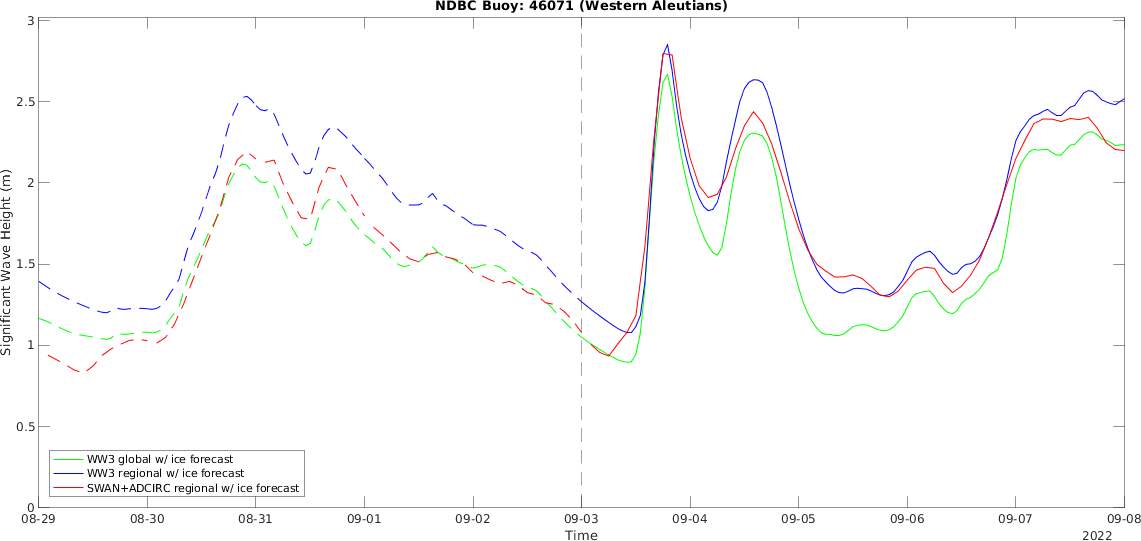 NDBC Buoy: 46071 (Western Aleutians)
3
2.5
2
1.5
1
0.5
0
Significant Wave Height (m)
WW3 global w/ ice forecast
WW3 regional w/ ice forecast
SWAN+ADCIRC regional w/ ice forecast
08-29 08-30 08-31 09-01 09-02 09-03 09-04 09-05 09-06 09-07 09-08
Time
2022